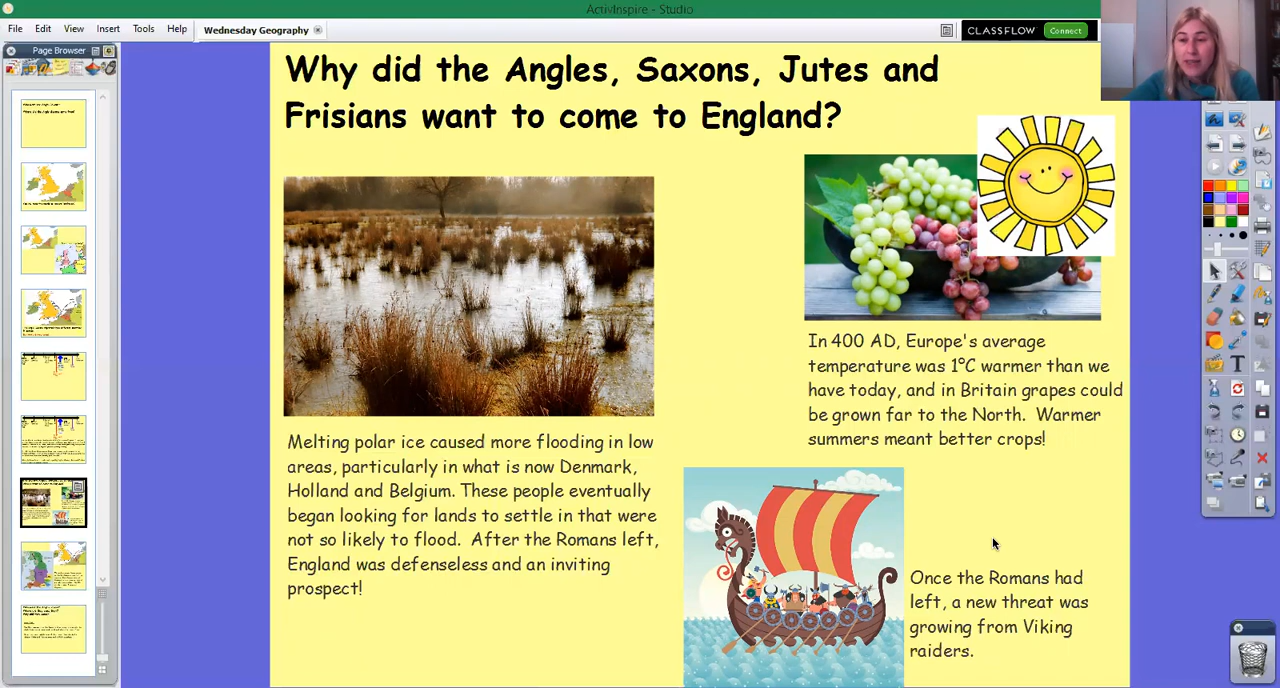 ActivInspire - Studio
File Edit View Insert Tools Help
Wednesday Geography
CLASSFLOW Connect
Page Browser
Why did the Angles, Saxons, Jutes and
Frisians want to come to England?
In 400 AD, Europe's average
temperature was 1°C warmer than we
have today, and in Britain grapes could
be grown far to the North. Warmer
summers meant better crops!
Melting polar ice caused more flooding in low
areas, particularly in what is now Denmark,
Holland and Belgium. These people eventually
began looking for lands to settle in that were
not so likely to flood. After the Romans left,
England was defenseless and an inviting
prospect!
Once the Romans had
left, a new threat was
growing from Viking
raiders.